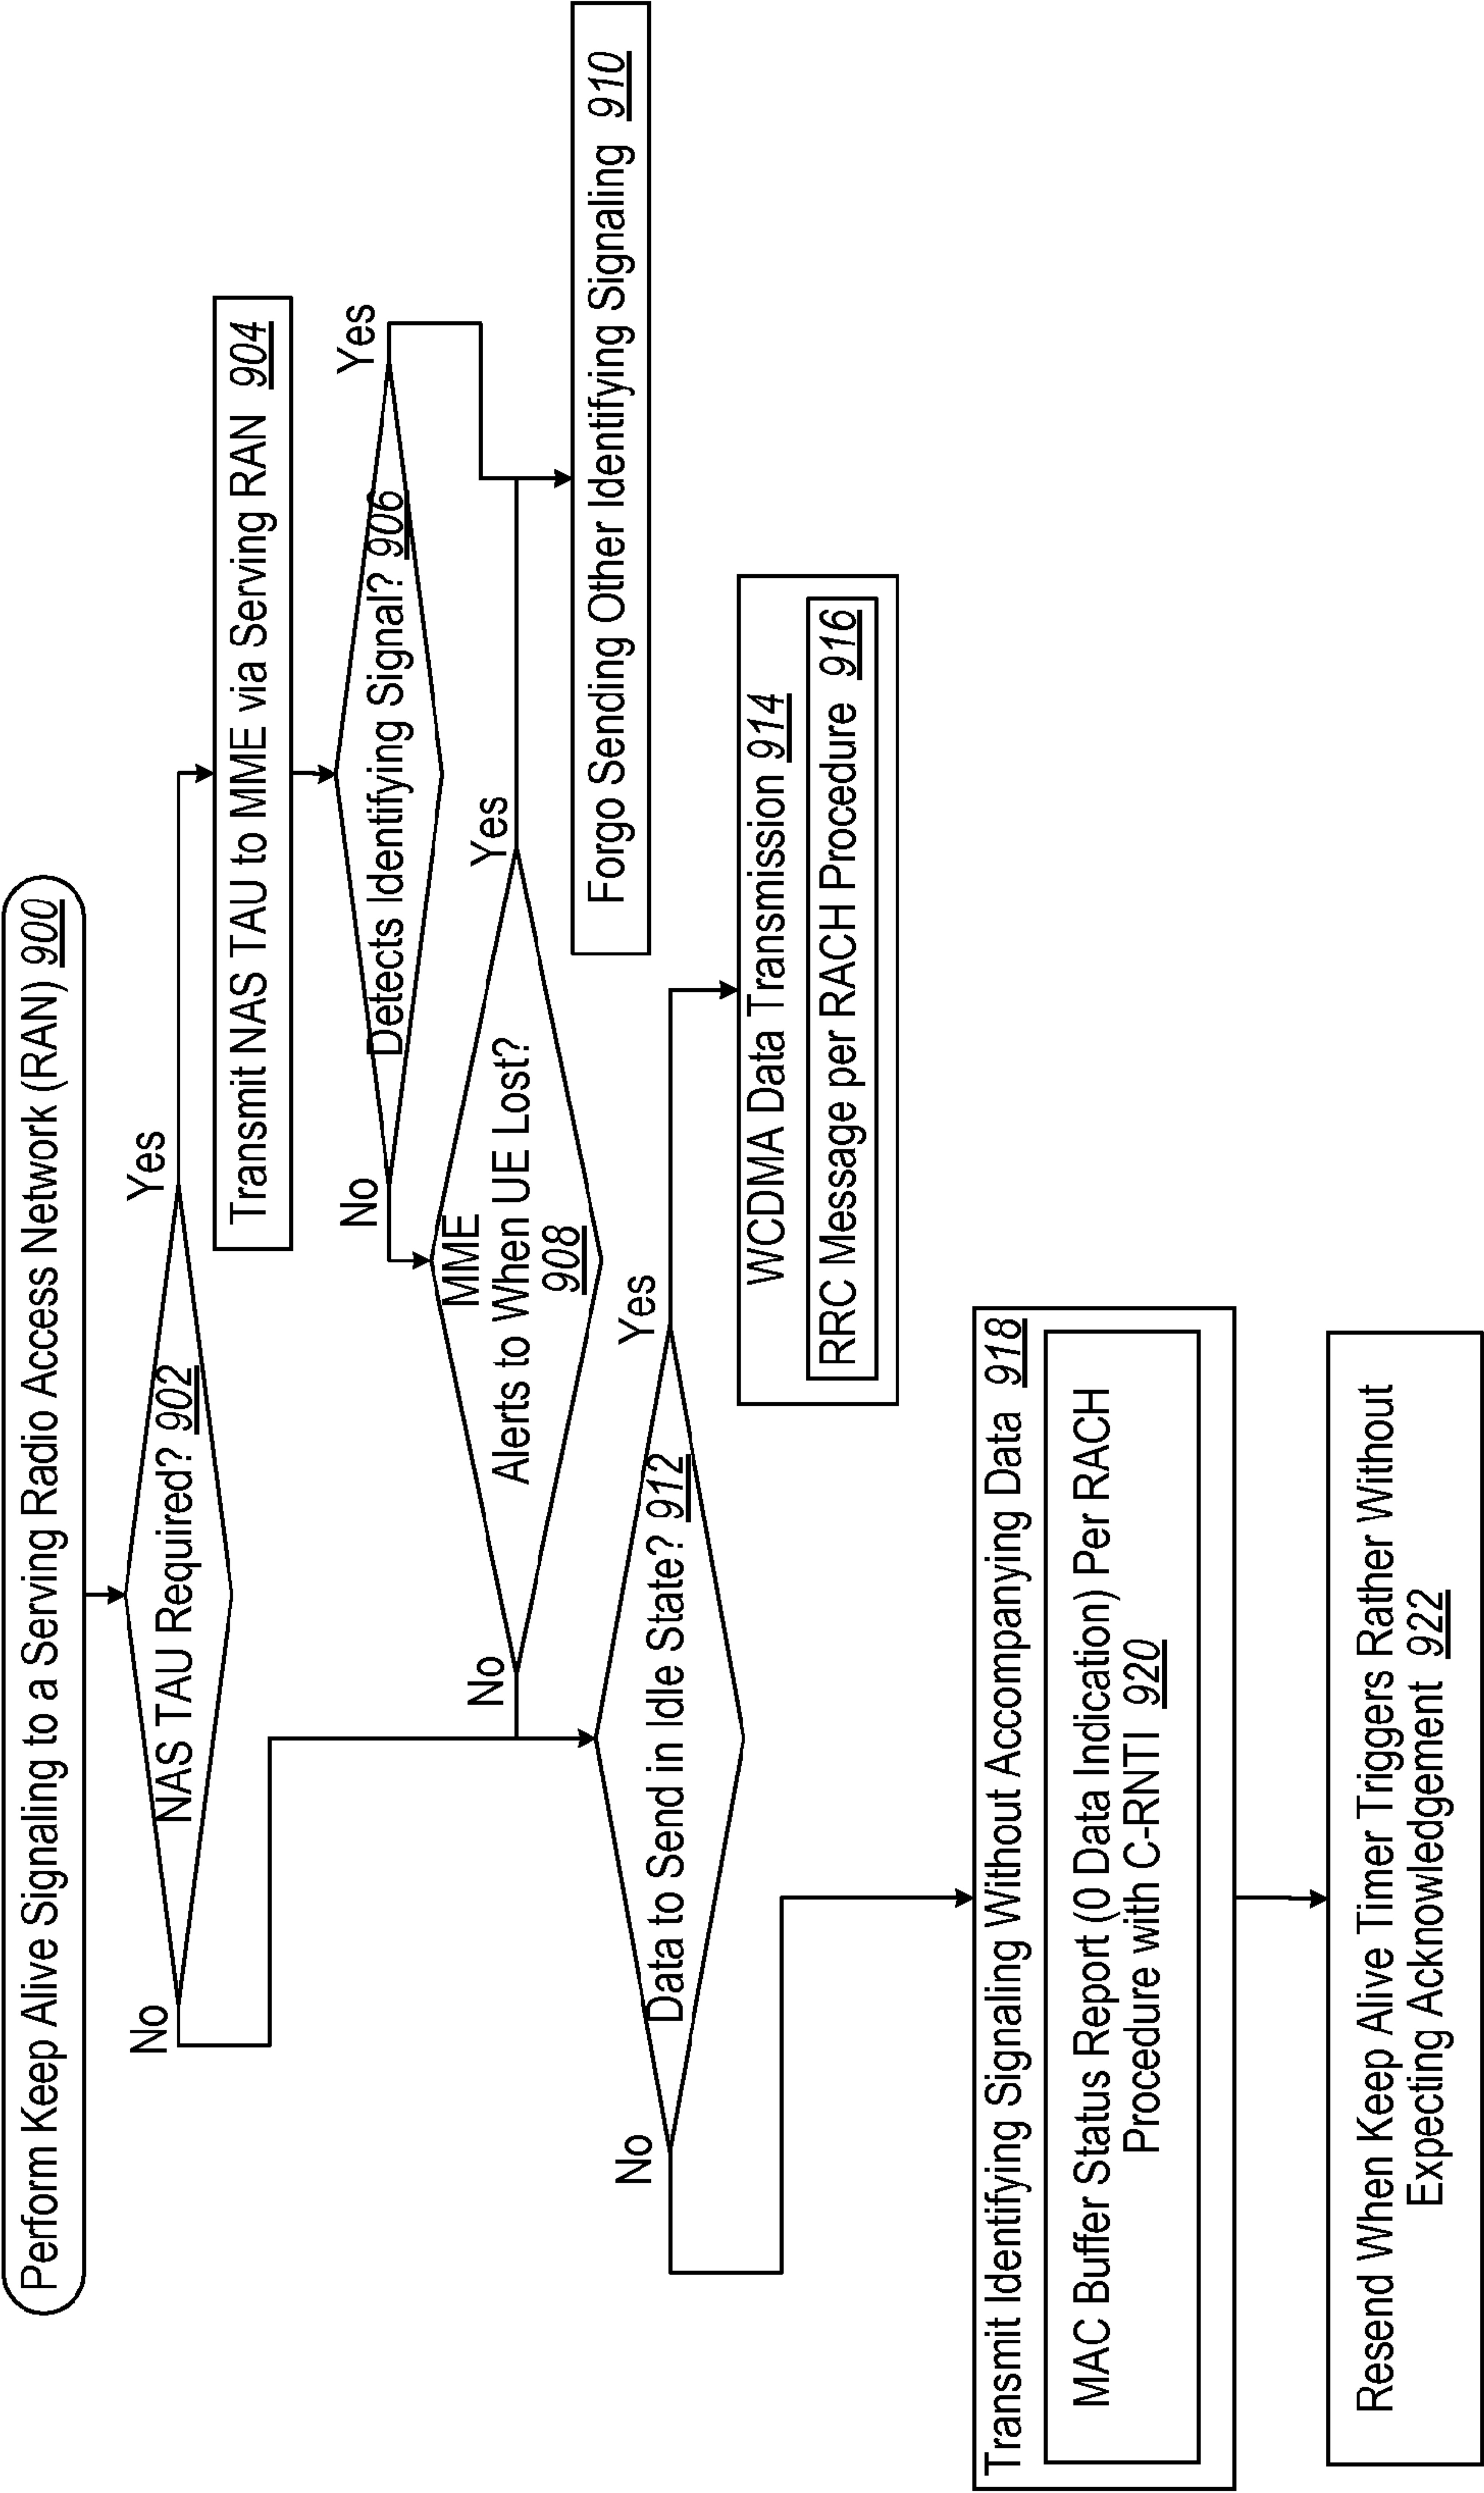 Perform Keep Alive Signaling to a Serving Radio Access Network (RAN) 900
NAS TAU Required? 902
No
Yes
Transmit NAS TAU to MME via Serving RAN 904
Detects Identifying Signal? 906
No
Yes
MME
Alerts to When UE Lost?
908
No
Yes
Forgo Sending Other Identifying Signaling 910
Data to Send in Idle State? 912
No
Yes
WCDMA Data Transmission 914
RRC Message per RACH Procedure 916
Transmit Identifying Signaling Without Accompanying Data 918
MAC Buffer Status Report (0 Data Indication) Per RACH
Procedure with C-RNTI 920
Resend When Keep Alive Timer Triggers Rather Without
Expecting Acknowledgement 922